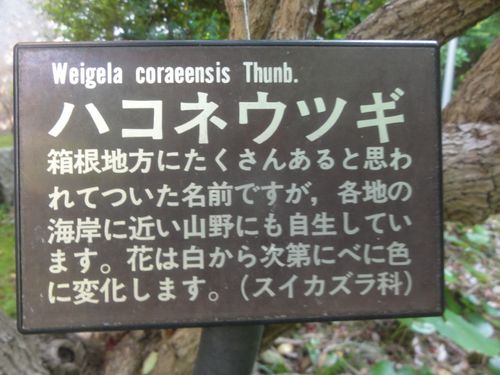 Weigela coraeensis Thunb.
ハコネウツギ
箱根地方にたくさんあると思わ
れてついた名前ですが，各地の
海岸に近い山野にも自生してい
ます。花は白から次第にべに色
に変化します。（スイカズラ科）